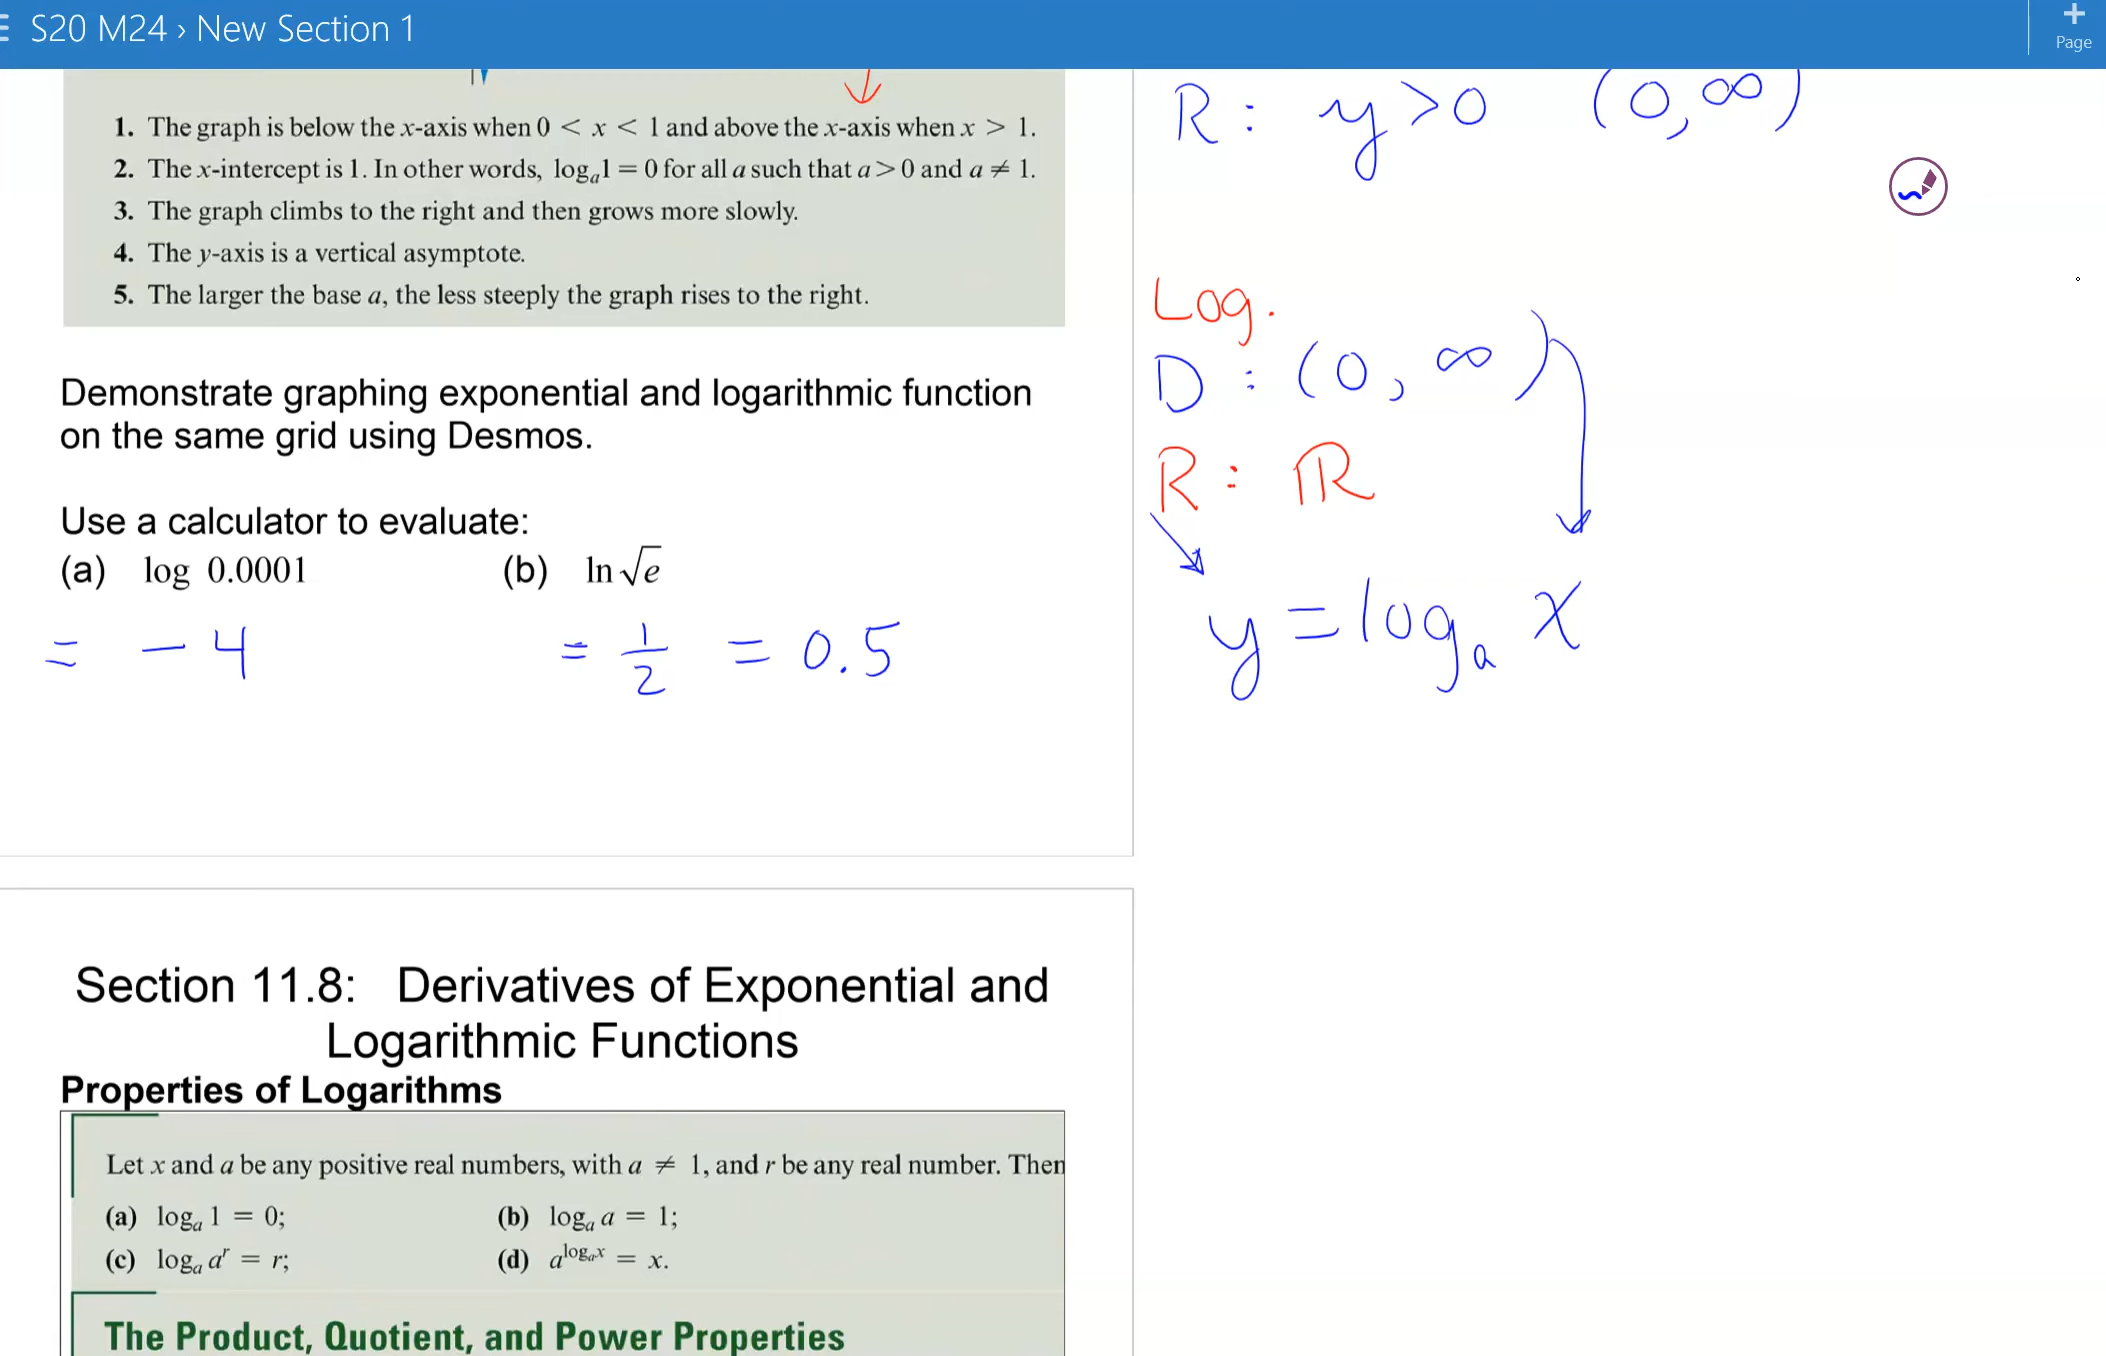 S20 M24 › New Section 1
+
Page
1. The graph is below the x-axis when 0 < x < 1 and above the x-axis when x > 1.
2. The x-intercept is 1. In other words, logₐ1 = 0 for all a such that a > 0 and a ≠ 1.
3. The graph climbs to the right and then grows more slowly.
4. The y-axis is a vertical asymptote.
5. The larger the base a, the less steeply the graph rises to the right.
Demonstrate graphing exponential and logarithmic function
on the same grid using Desmos.
Use a calculator to evaluate:
(a) log 0.0001 (b) ln √e
= -4 = 1/2 = 0.5
R: y>0 (0,∞)
Log.
D: (0,∞)
R: ℝ
y = logₐ x
Section 11.8: Derivatives of Exponential and
Logarithmic Functions
Properties of Logarithms
Let x and a be any positive real numbers, with a ≠ 1, and r be any real number. Then
(a) logₐ 1 = 0; (b) logₐ a = 1;
(c) logₐ aʳ = r; (d) a^(logₐx) = x.
The Product, Quotient, and Power Properties